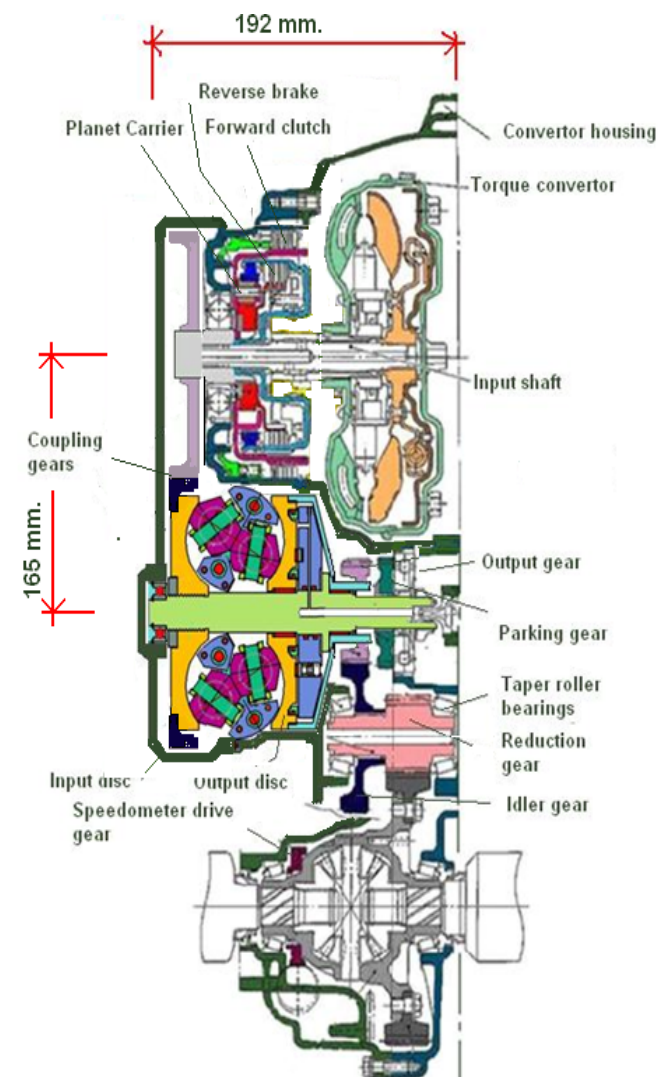 192 mm.
Reverse brake
Planet Carrier
Forward clutch
Convertor housing
Torque convertor
Input shaft
Coupling
gears
165 mm.
Output gear
Parking gear
Taper roller
bearings
Reduction
gear
Input disc
Output disc
Idler gear
Speedometer drive
gear